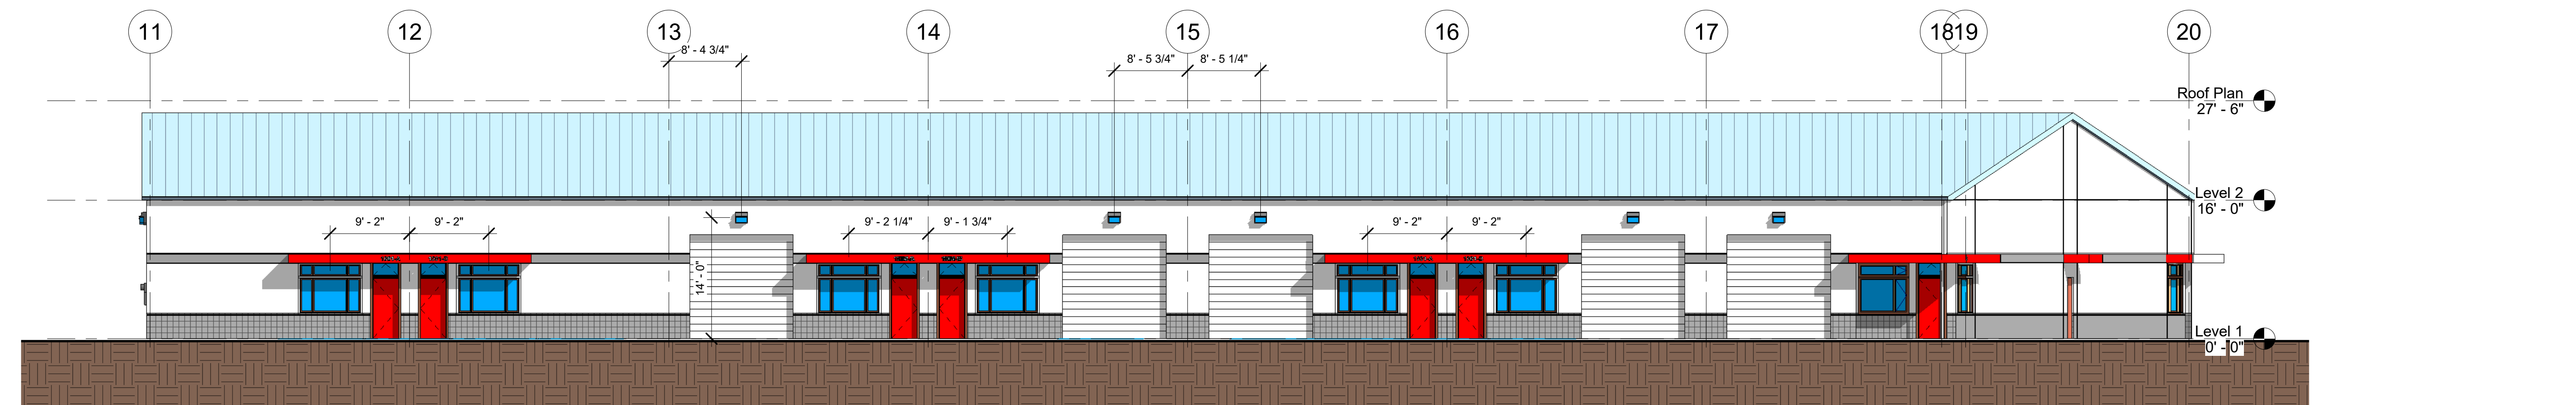 11
12
13
14
15
16
17
18
19
20
8' - 4 3/4"
8' - 5 3/4"
8' - 5 1/4"
Roof Plan
27' - 6"
Level 2
16' - 0"
9' - 2"
9' - 2"
9' - 2 1/4"
9' - 1 3/4"
9' - 2"
9' - 2"
14' - 0"
Level 1
0' - 0"